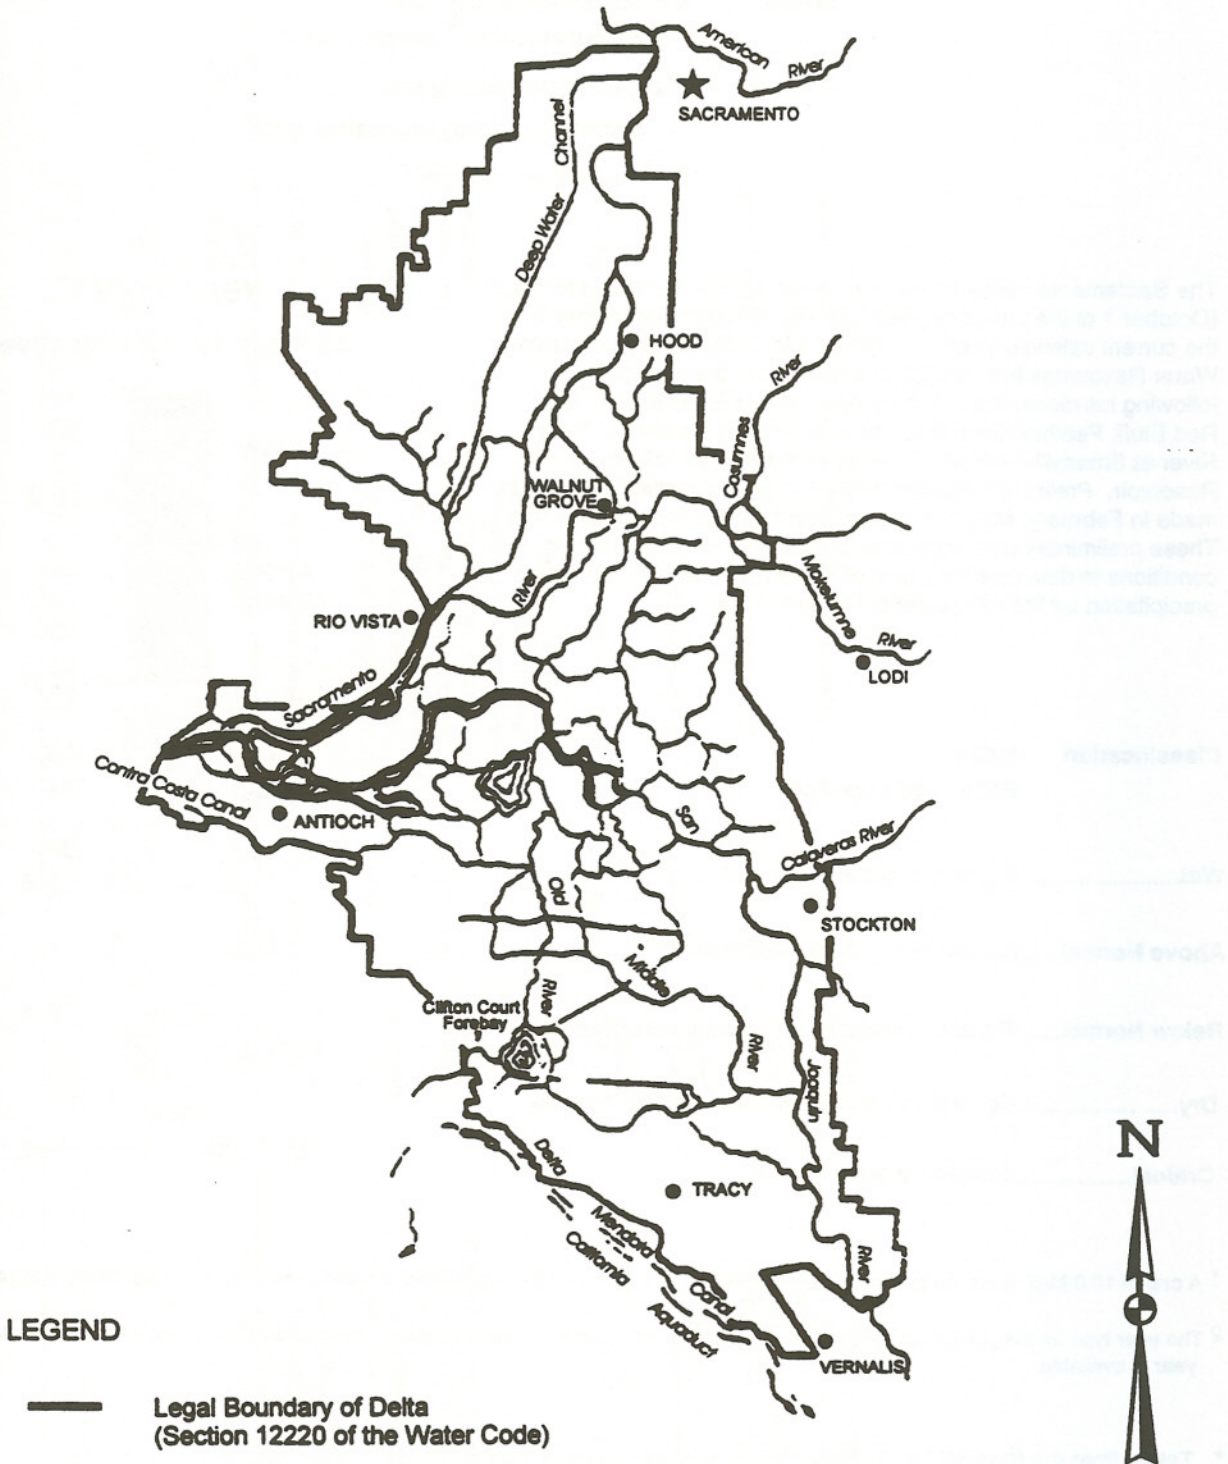 American
River
SACRAMENTO
Channel
Deep Water
HOOD
River
Cosumnes
WALNUT
GROVE
River
Mokelumne
River
LODI
RIO VISTA
Sacramento
Contra Costa Canal
ANTIOCH
San
Calaveras River
Old
STOCKTON
Middle
River
Clifton Court
Forebay
River
Joaquin
N
Delta
TRACY
Mendota
California
Canal
Aquaduct
River
VERNALIS
LEGEND
Legal Boundary of Delta
(Section 12220 of the Water Code)